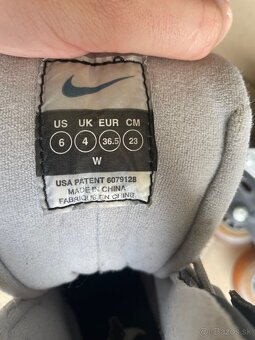 US UK EUR CM
6 4 36.5 23
W
USA PATENT 6079128
MADE IN CHINA
FABRIQUE EN CHINE